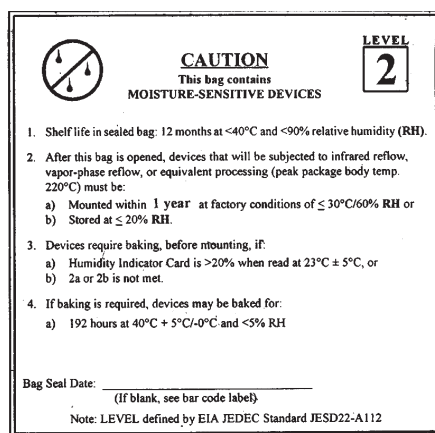 LEVEL
2
CAUTION
This bag contains
MOISTURE-SENSITIVE DEVICES
1. Shelf life in sealed bag: 12 months at <40°C and <90% relative humidity (RH).
2. After this bag is opened, devices that will be subjected to infrared reflow,
vapor-phase reflow, or equivalent processing (peak package body temp.
220°C) must be:
a) Mounted within 1 year at factory conditions of ≤ 30°C/60% RH or
b) Stored at ≤ 20% RH.
3. Devices require baking, before mounting, if:
a) Humidity Indicator Card is >20% when read at 23°C ± 5°C, or
b) 2a or 2b is not met.
4. If baking is required, devices may be baked for:
a) 192 hours at 40°C + 5°C/-0°C and <5% RH
Bag Seal Date:
(If blank, see bar code label)
Note: LEVEL defined by EIA JEDEC Standard JESD22-A112